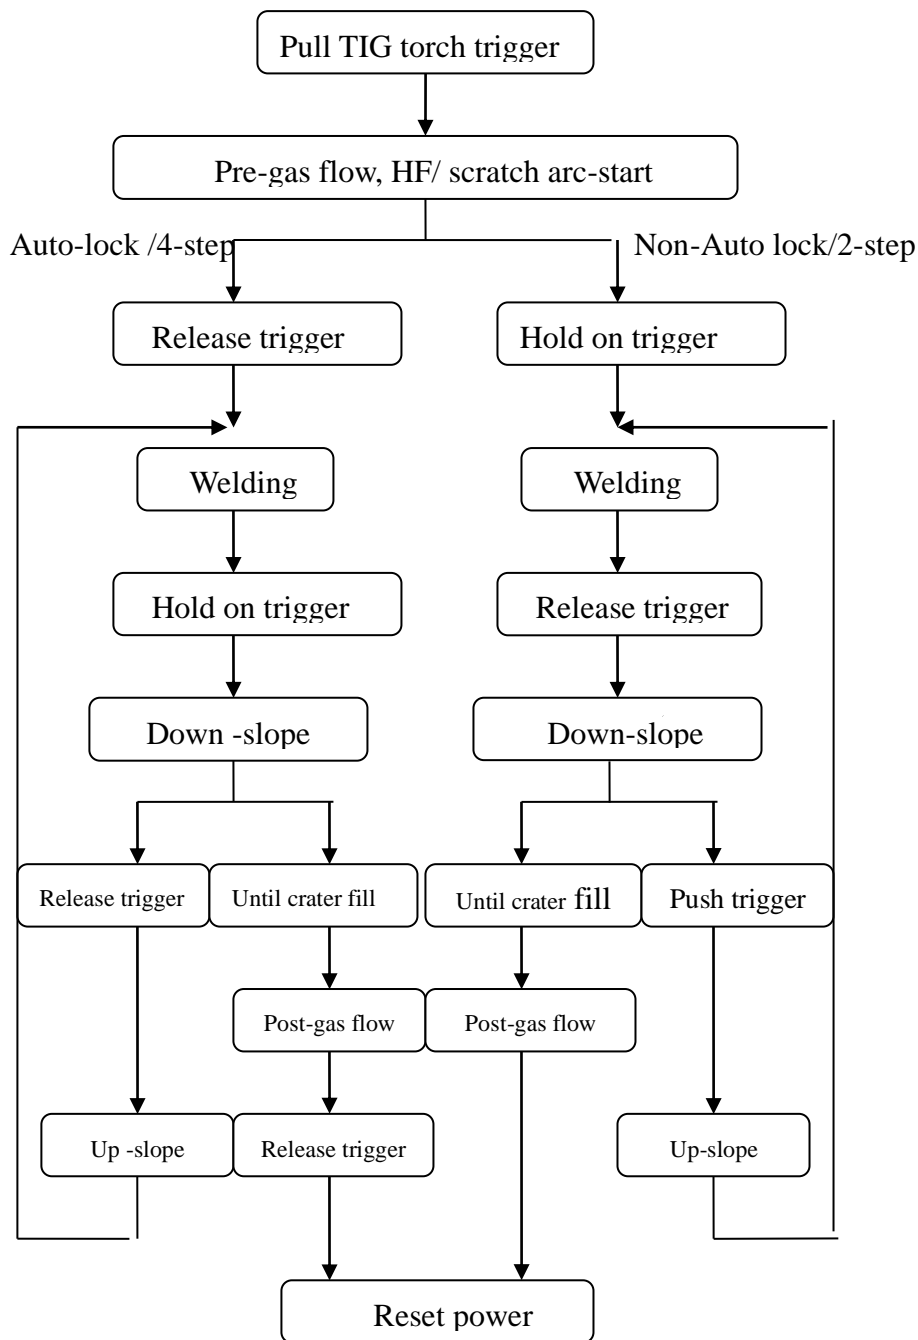 Pull TIG torch trigger
Pre-gas flow, HF/ scratch arc-start
Auto-lock /4-step
Non-Auto lock/2-step
Release trigger
Hold on trigger
Welding
Welding
Hold on trigger
Release trigger
Down -slope
Down-slope
Release trigger
Until crater fill
Until crater fill
Push trigger
Post-gas flow
Post-gas flow
Up -slope
Release trigger
Up-slope
Reset power